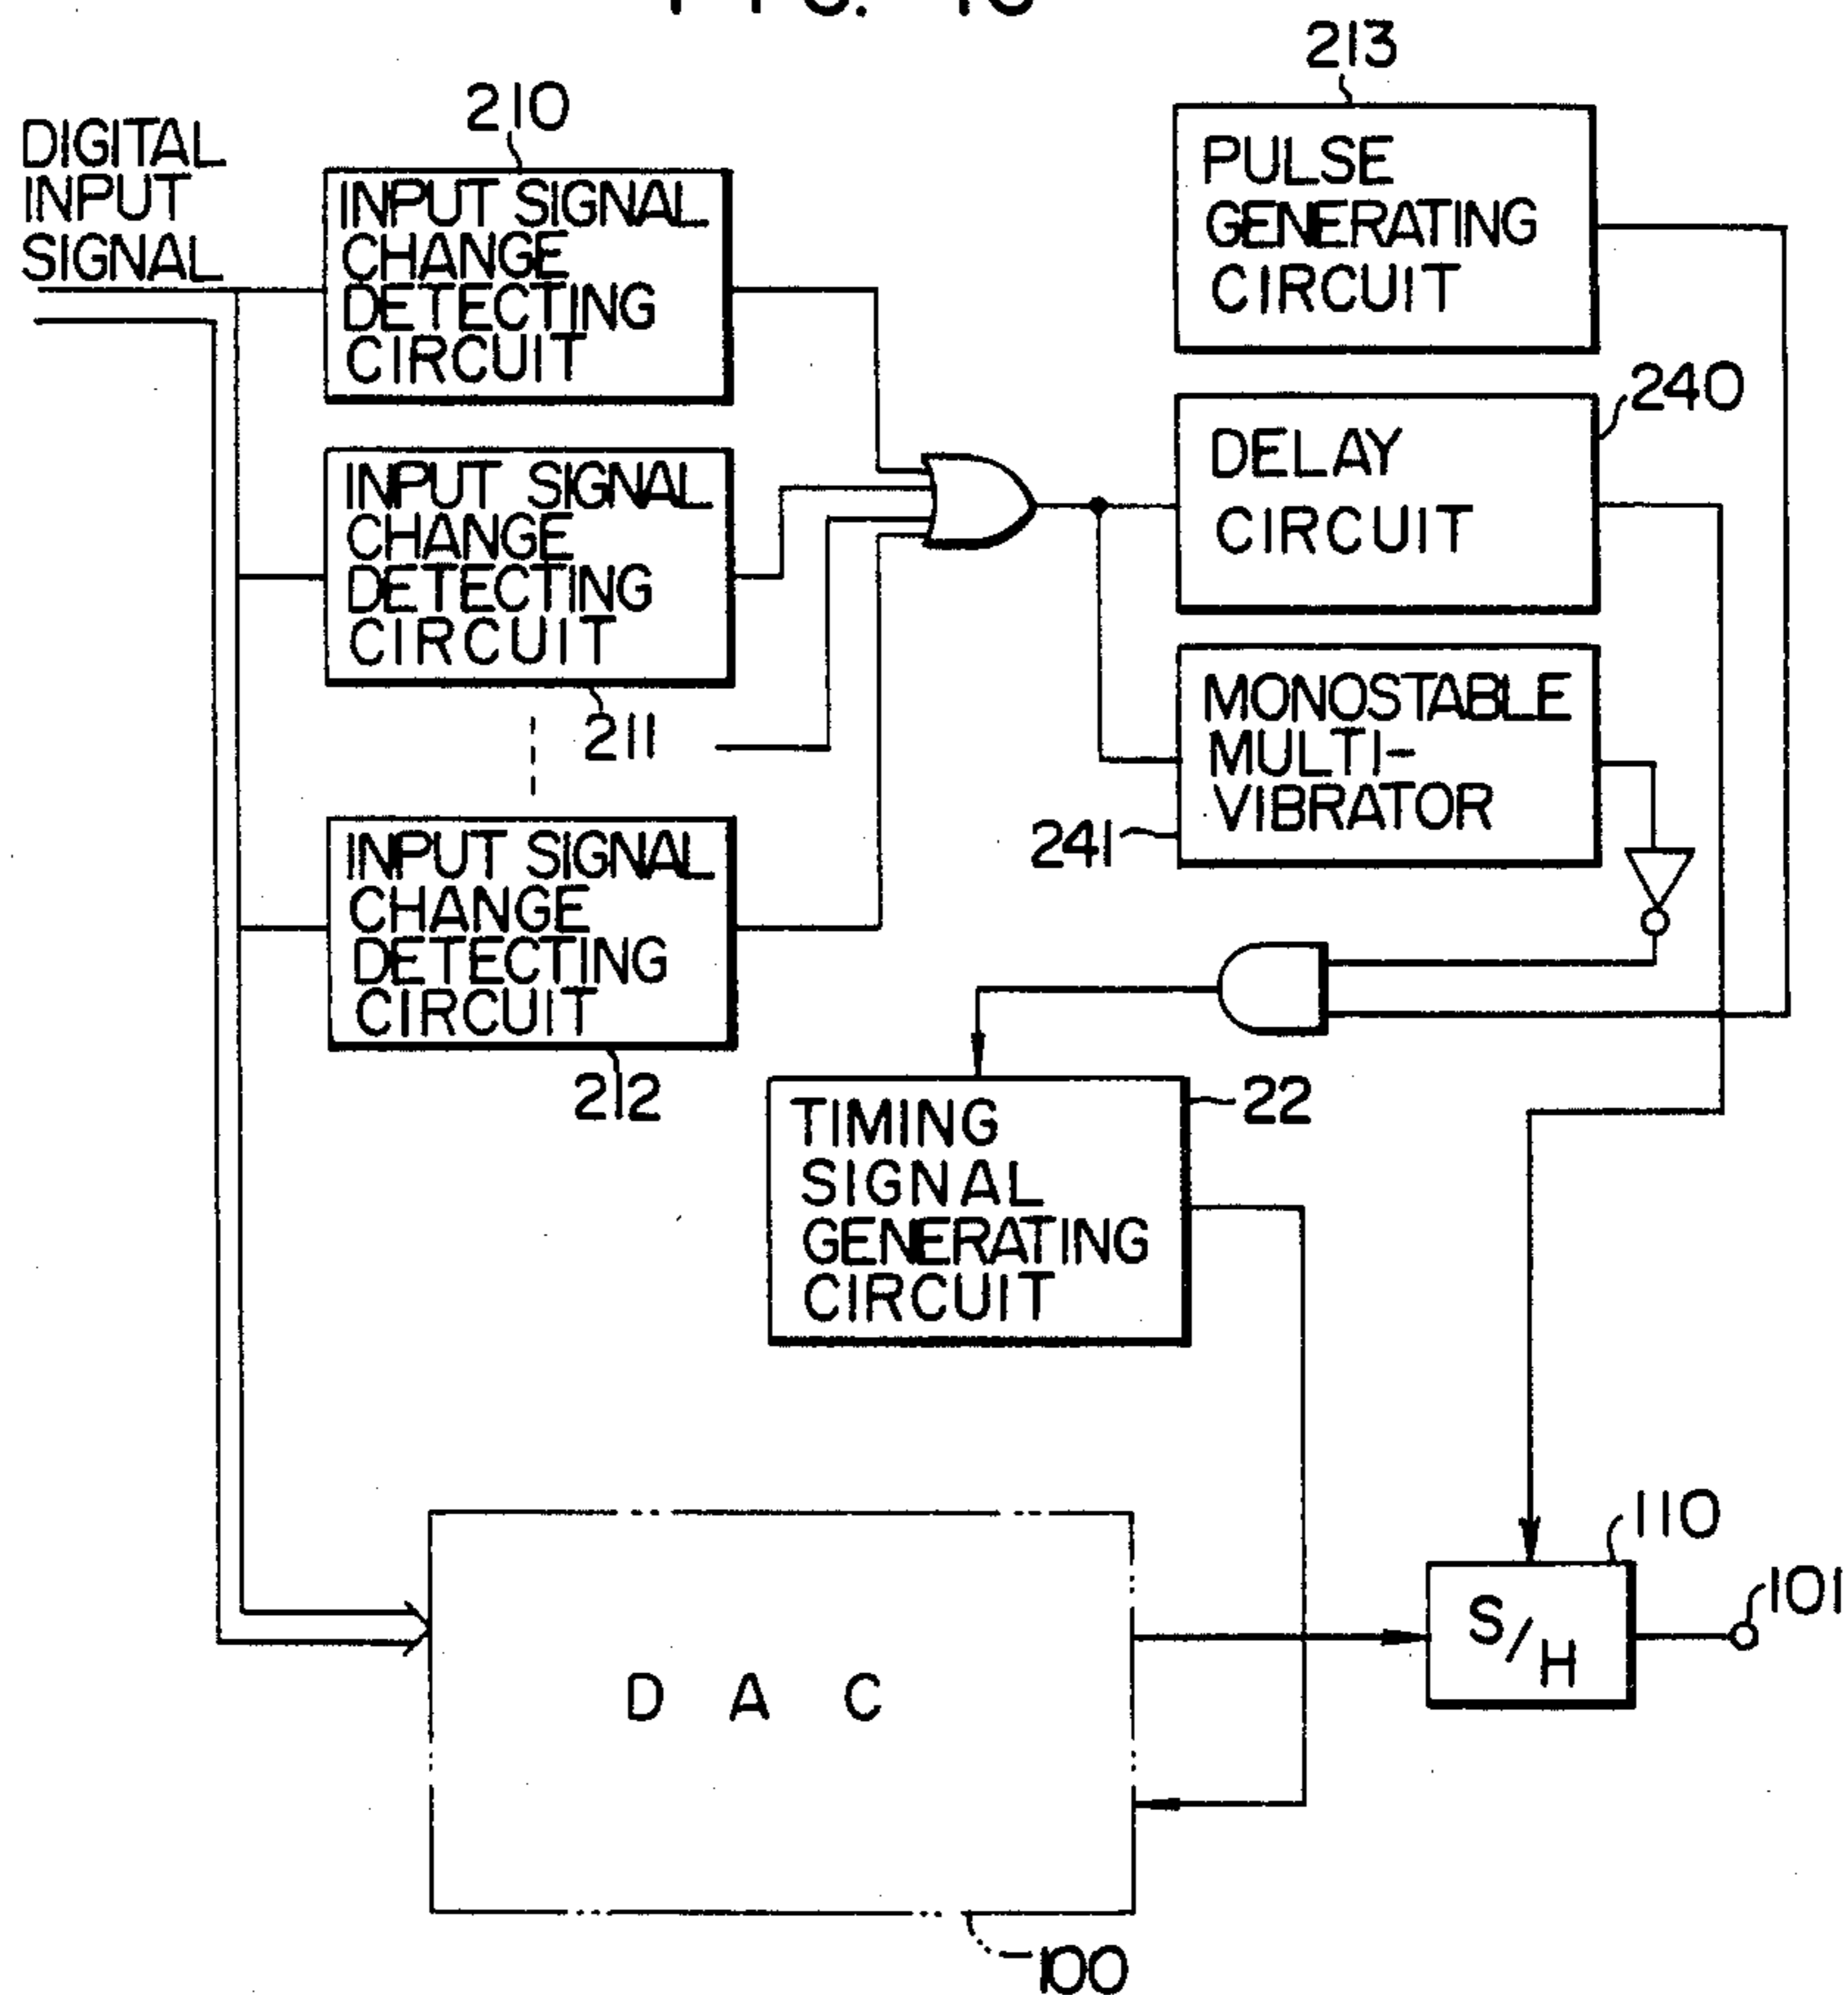 213
210
DIGITAL
INPUT
SIGNAL
INPUT SIGNAL
CHANGE
DETECTING
CIRCUIT
PULSE
GENERATING
CIRCUIT
240
DELAY
CIRCUIT
INPUT SIGNAL
CHANGE
DETECTING
CIRCUIT
211
MONOSTABLE
MULTI-
VIBRATOR
241
INPUT SIGNAL
CHANGE
DETECTING
CIRCUIT
212
22
TIMING
SIGNAL
GENERATING
CIRCUIT
110
101
S/H
D A C
100